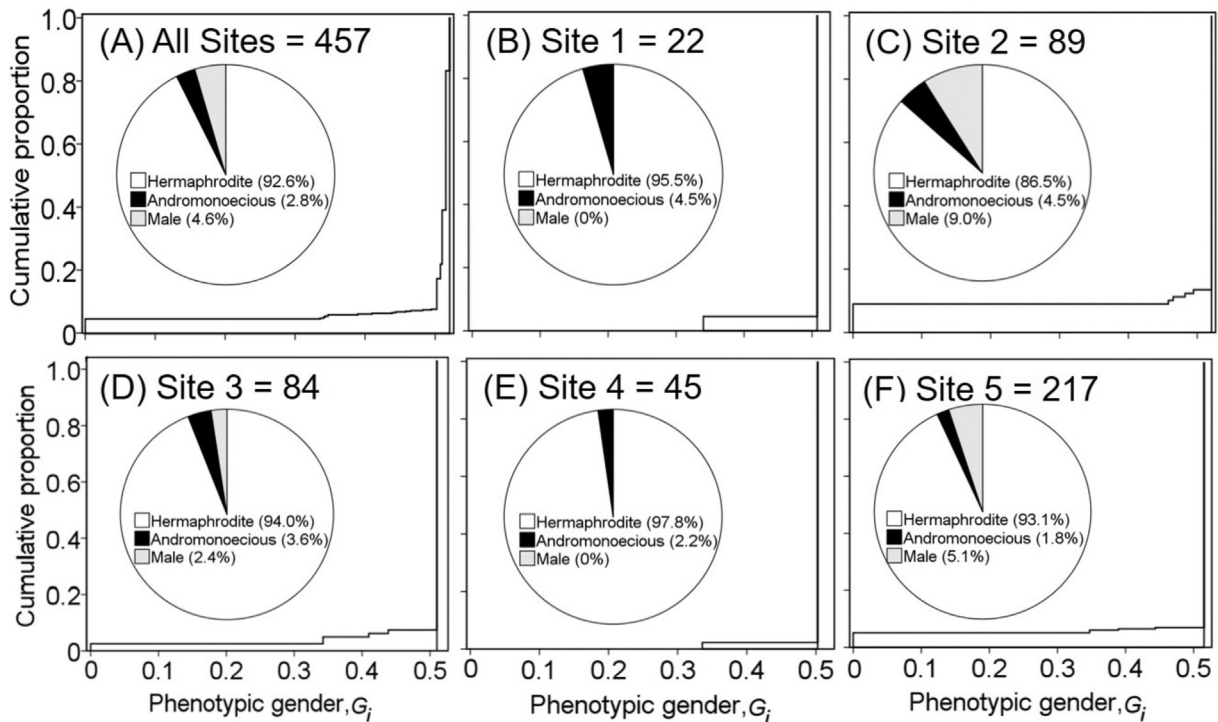 (A) All Sites = 457
(B) Site 1 = 22
(C) Site 2 = 89
Cumulative proportion
1.0
0.8
0.6
0.4
0.2
0
Hermaphrodite (92.6%)
Andromonoecious (2.8%)
Male (4.6%)
Hermaphrodite (95.5%)
Andromonoecious (4.5%)
Male (0%)
Hermaphrodite (86.5%)
Andromonoecious (4.5%)
Male (9.0%)
(D) Site 3 = 84
(E) Site 4 = 45
(F) Site 5 = 217
Cumulative proportion
1.0
0.8
0.6
0.4
0.2
0
Hermaphrodite (94.0%)
Andromonoecious (3.6%)
Male (2.4%)
Hermaphrodite (97.8%)
Andromonoecious (2.2%)
Male (0%)
Hermaphrodite (93.1%)
Andromonoecious (1.8%)
Male (5.1%)
0 0.1 0.2 0.3 0.4 0.5
0 0.1 0.2 0.3 0.4 0.5
0 0.1 0.2 0.3 0.4 0.5
Phenotypic gender,Gi
Phenotypic gender,Gi
Phenotypic gender,Gi